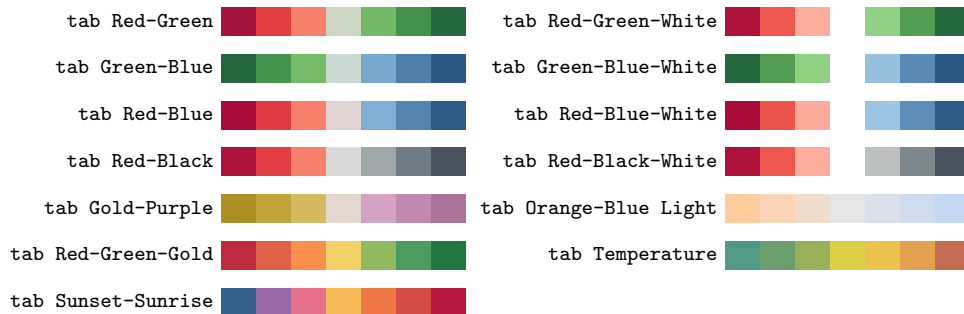 tab Red-Green
tab Green-Blue
tab Red-Blue
tab Red-Black
tab Gold-Purple
tab Red-Green-Gold
tab Sunset-Sunrise
tab Red-Green-White
tab Green-Blue-White
tab Red-Blue-White
tab Red-Black-White
tab Orange-Blue Light
tab Temperature